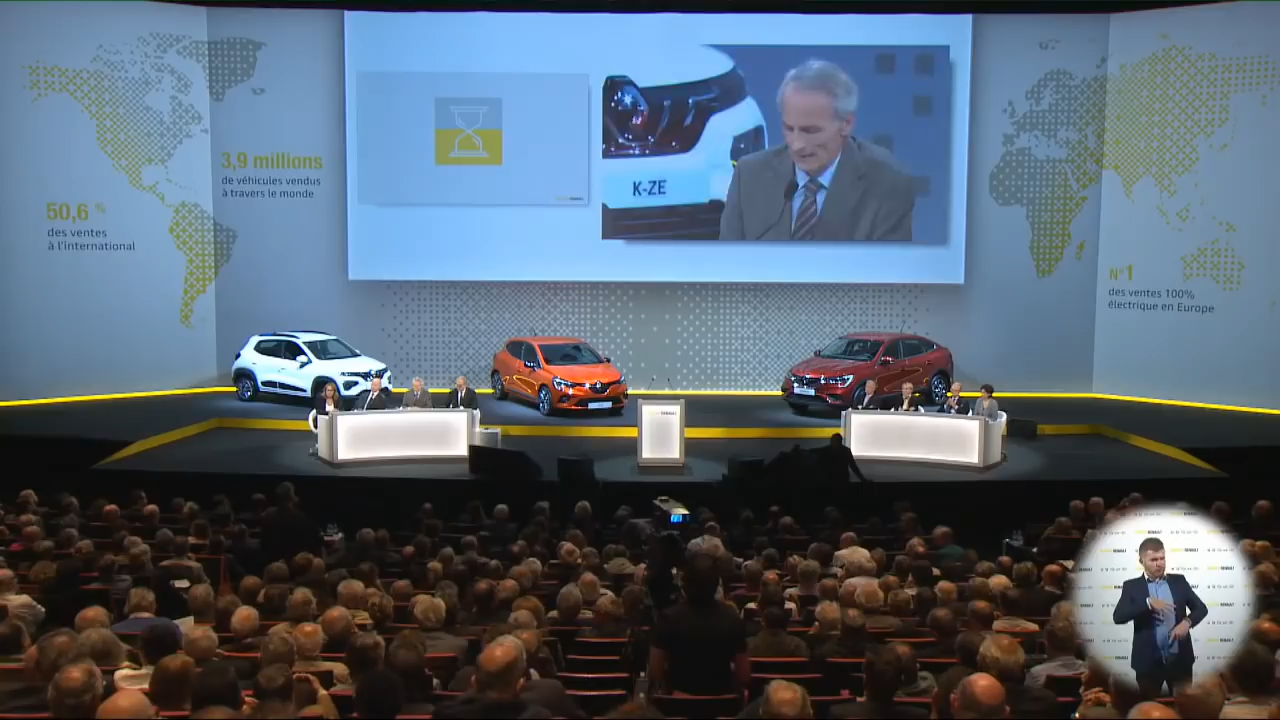 3,9 millions
de véhicules vendus
à travers le monde
50,6 %
des ventes
à l'international
K-ZE
N°1
des ventes 100%
électrique en Europe